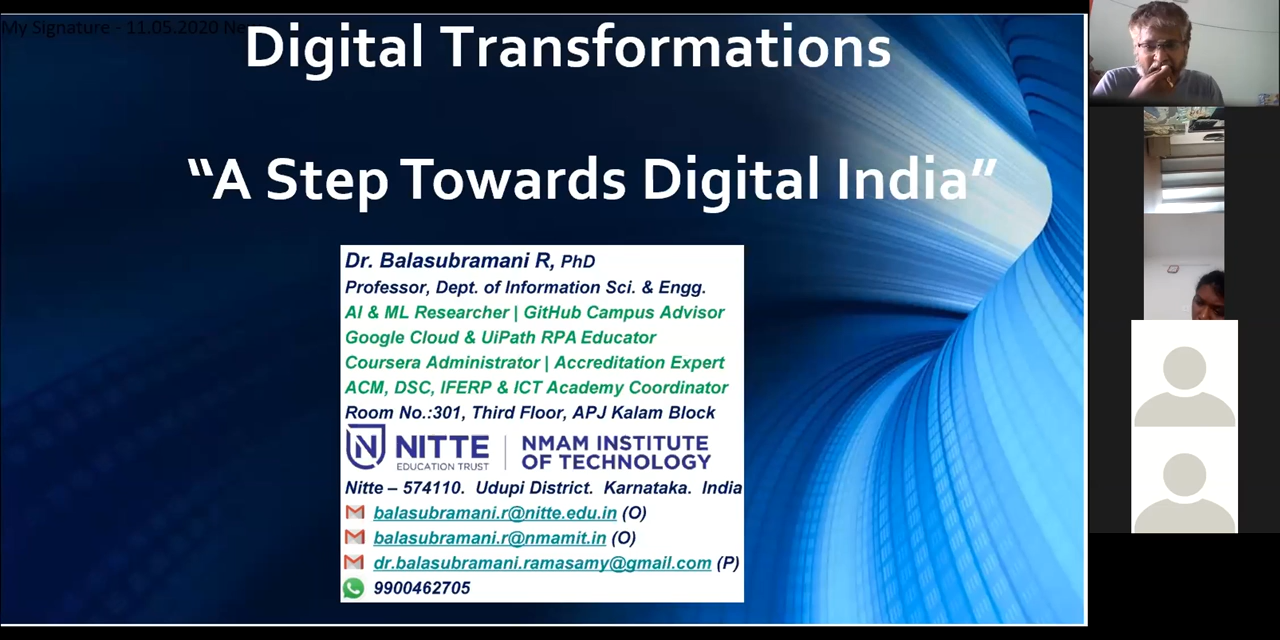 My Signature - 11.05.2020 Ne
Digital Transformations
“A Step Towards Digital India”
Dr. Balasubramani R, PhD
Professor, Dept. of Information Sci. & Engg.
AI & ML Researcher | GitHub Campus Advisor
Google Cloud & UiPath RPA Educator
Coursera Administrator | Accreditation Expert
ACM, DSC, IFERP & ICT Academy Coordinator
Room No.:301, Third Floor, APJ Kalam Block
NITTE
EDUCATION TRUST
NMAM INSTITUTE
OF TECHNOLOGY
Nitte – 574110. Udupi District. Karnataka. India
balasubramani.r@nitte.edu.in (O)
balasubramani.r@nmamit.in (O)
dr.balasubramani.ramasamy@gmail.com (P)
9900462705